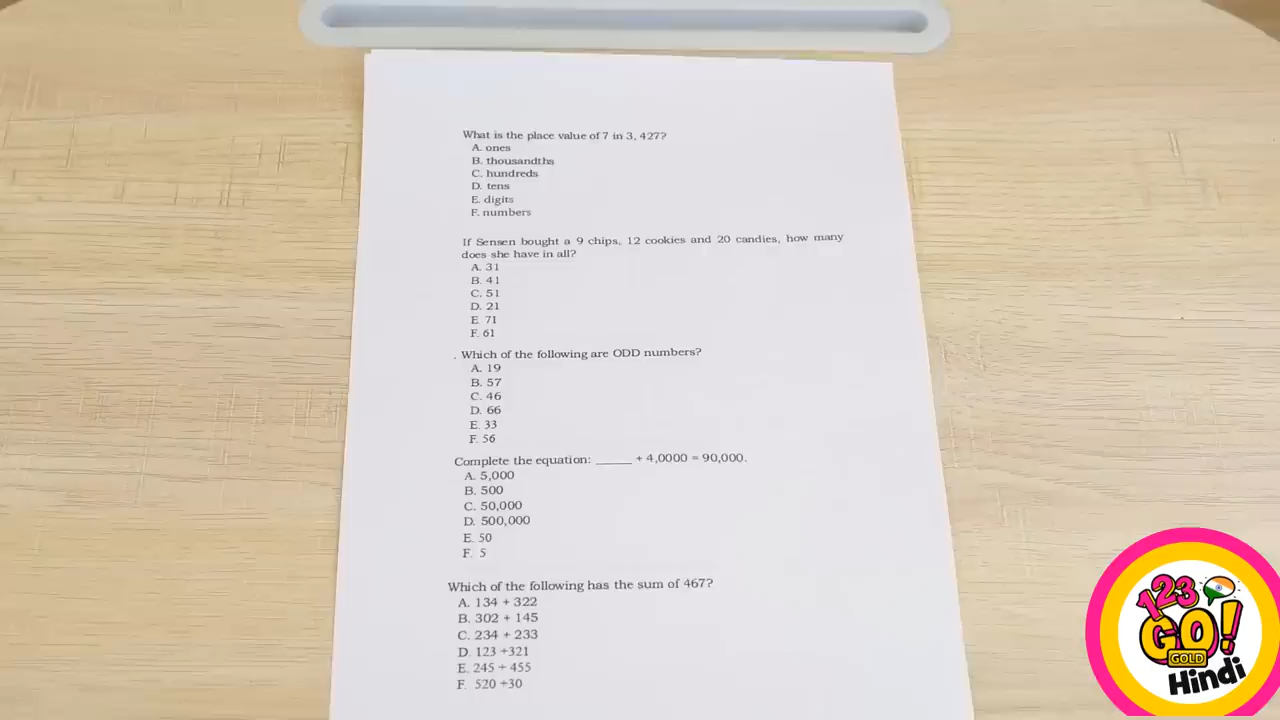 What is the place value of 7 in 3, 427?
A. ones
B. thousandths
C. hundreds
D. tens
E. digits
F. numbers
If Sensen bought a 9 chips, 12 cookies and 20 candies, how many
does she have in all?
A. 31
B. 41
C. 51
D. 21
E. 71
F. 61
. Which of the following are ODD numbers?
A. 19
B. 57
C. 46
D. 66
E. 33
F. 56
Complete the equation: _____ + 4,0000 = 90,000.
A. 5,000
B. 500
C. 50,000
D. 500,000
E. 50
F. 5
Which of the following has the sum of 467?
A. 134 + 322
B. 302 + 145
C. 234 + 233
D. 123 +321
E. 245 + 455
F. 520 +30
123
GO!
GOLD
Hindi